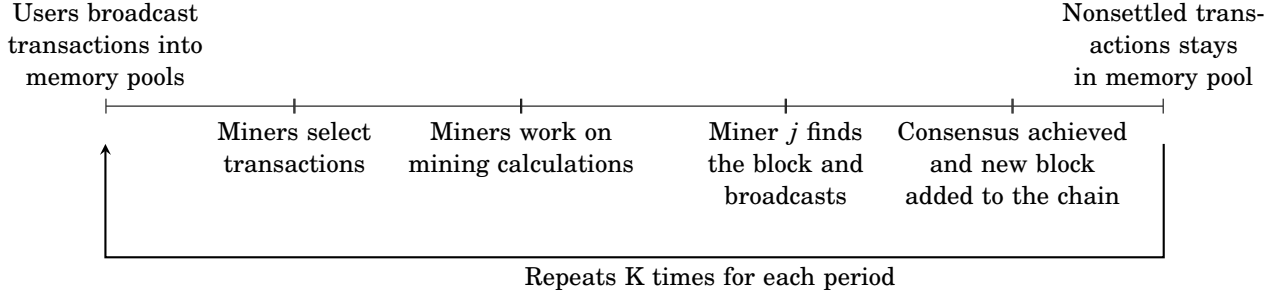 Users broadcast
transactions into
memory pools
Nonsettled trans-
actions stays
in memory pool
Miners select
transactions
Miners work on
mining calculations
Miner j finds
the block and
broadcasts
Consensus achieved
and new block
added to the chain
Repeats K times for each period